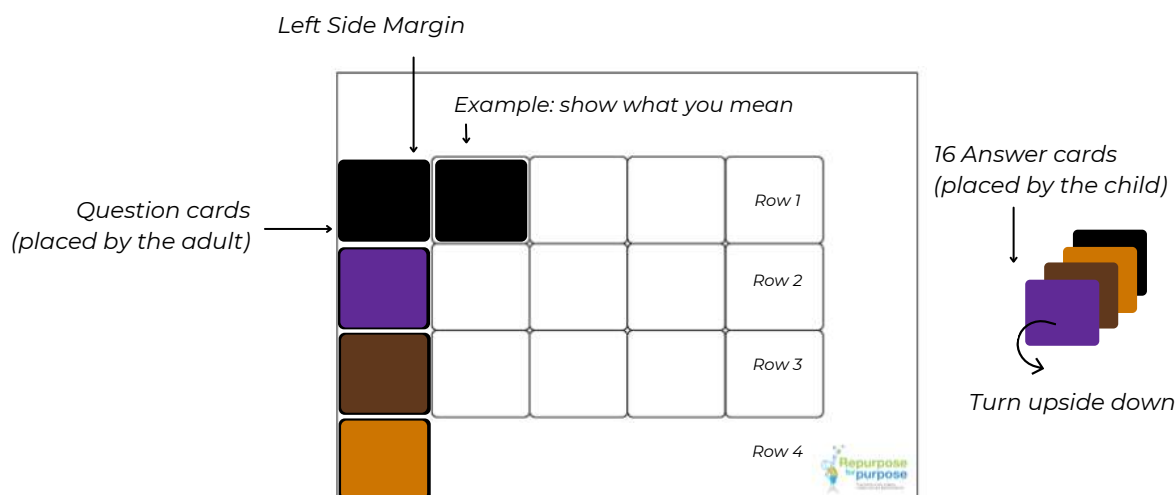 Left Side Margin
Example: show what you mean
16 Answer cards
(placed by the child)
Question cards
(placed by the adult)
Row 1
Row 2
Row 3
Row 4
Turn upside down
Repurpose
for purpose